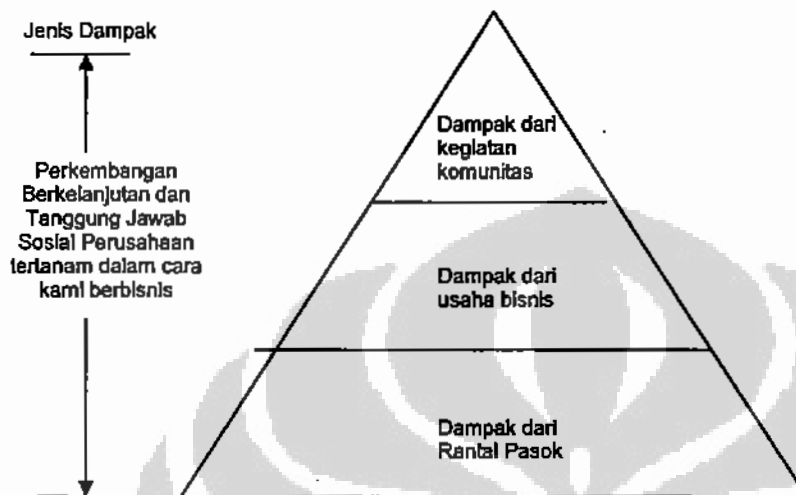 Jenis Dampak
Perkembangan
Berkelanjutan dan
Tanggung Jawab
Sosial Perusahaan
tertanam dalam cara
kami berbisnis
Dampak dari
kegiatan
komunitas
Dampak dari
usaha bisnis
Dampak dari
Rantai Pasok